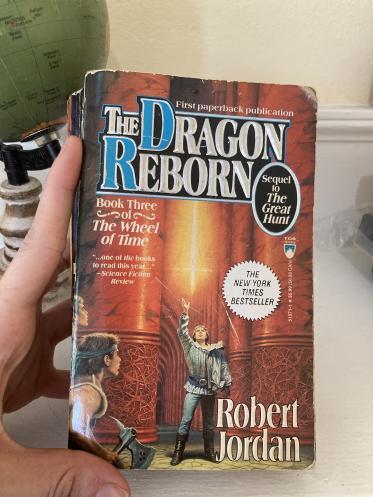 First paperback publication
THE DRAGON
REBORN
Sequel
to
The
Great
Hunt
Book Three
of
The Wheel
of Time
"...one of the books
to read this year..."
—Science Fiction
Review
TOR
THE
NEW YORK
TIMES
BESTSELLER
Robert
Jordan